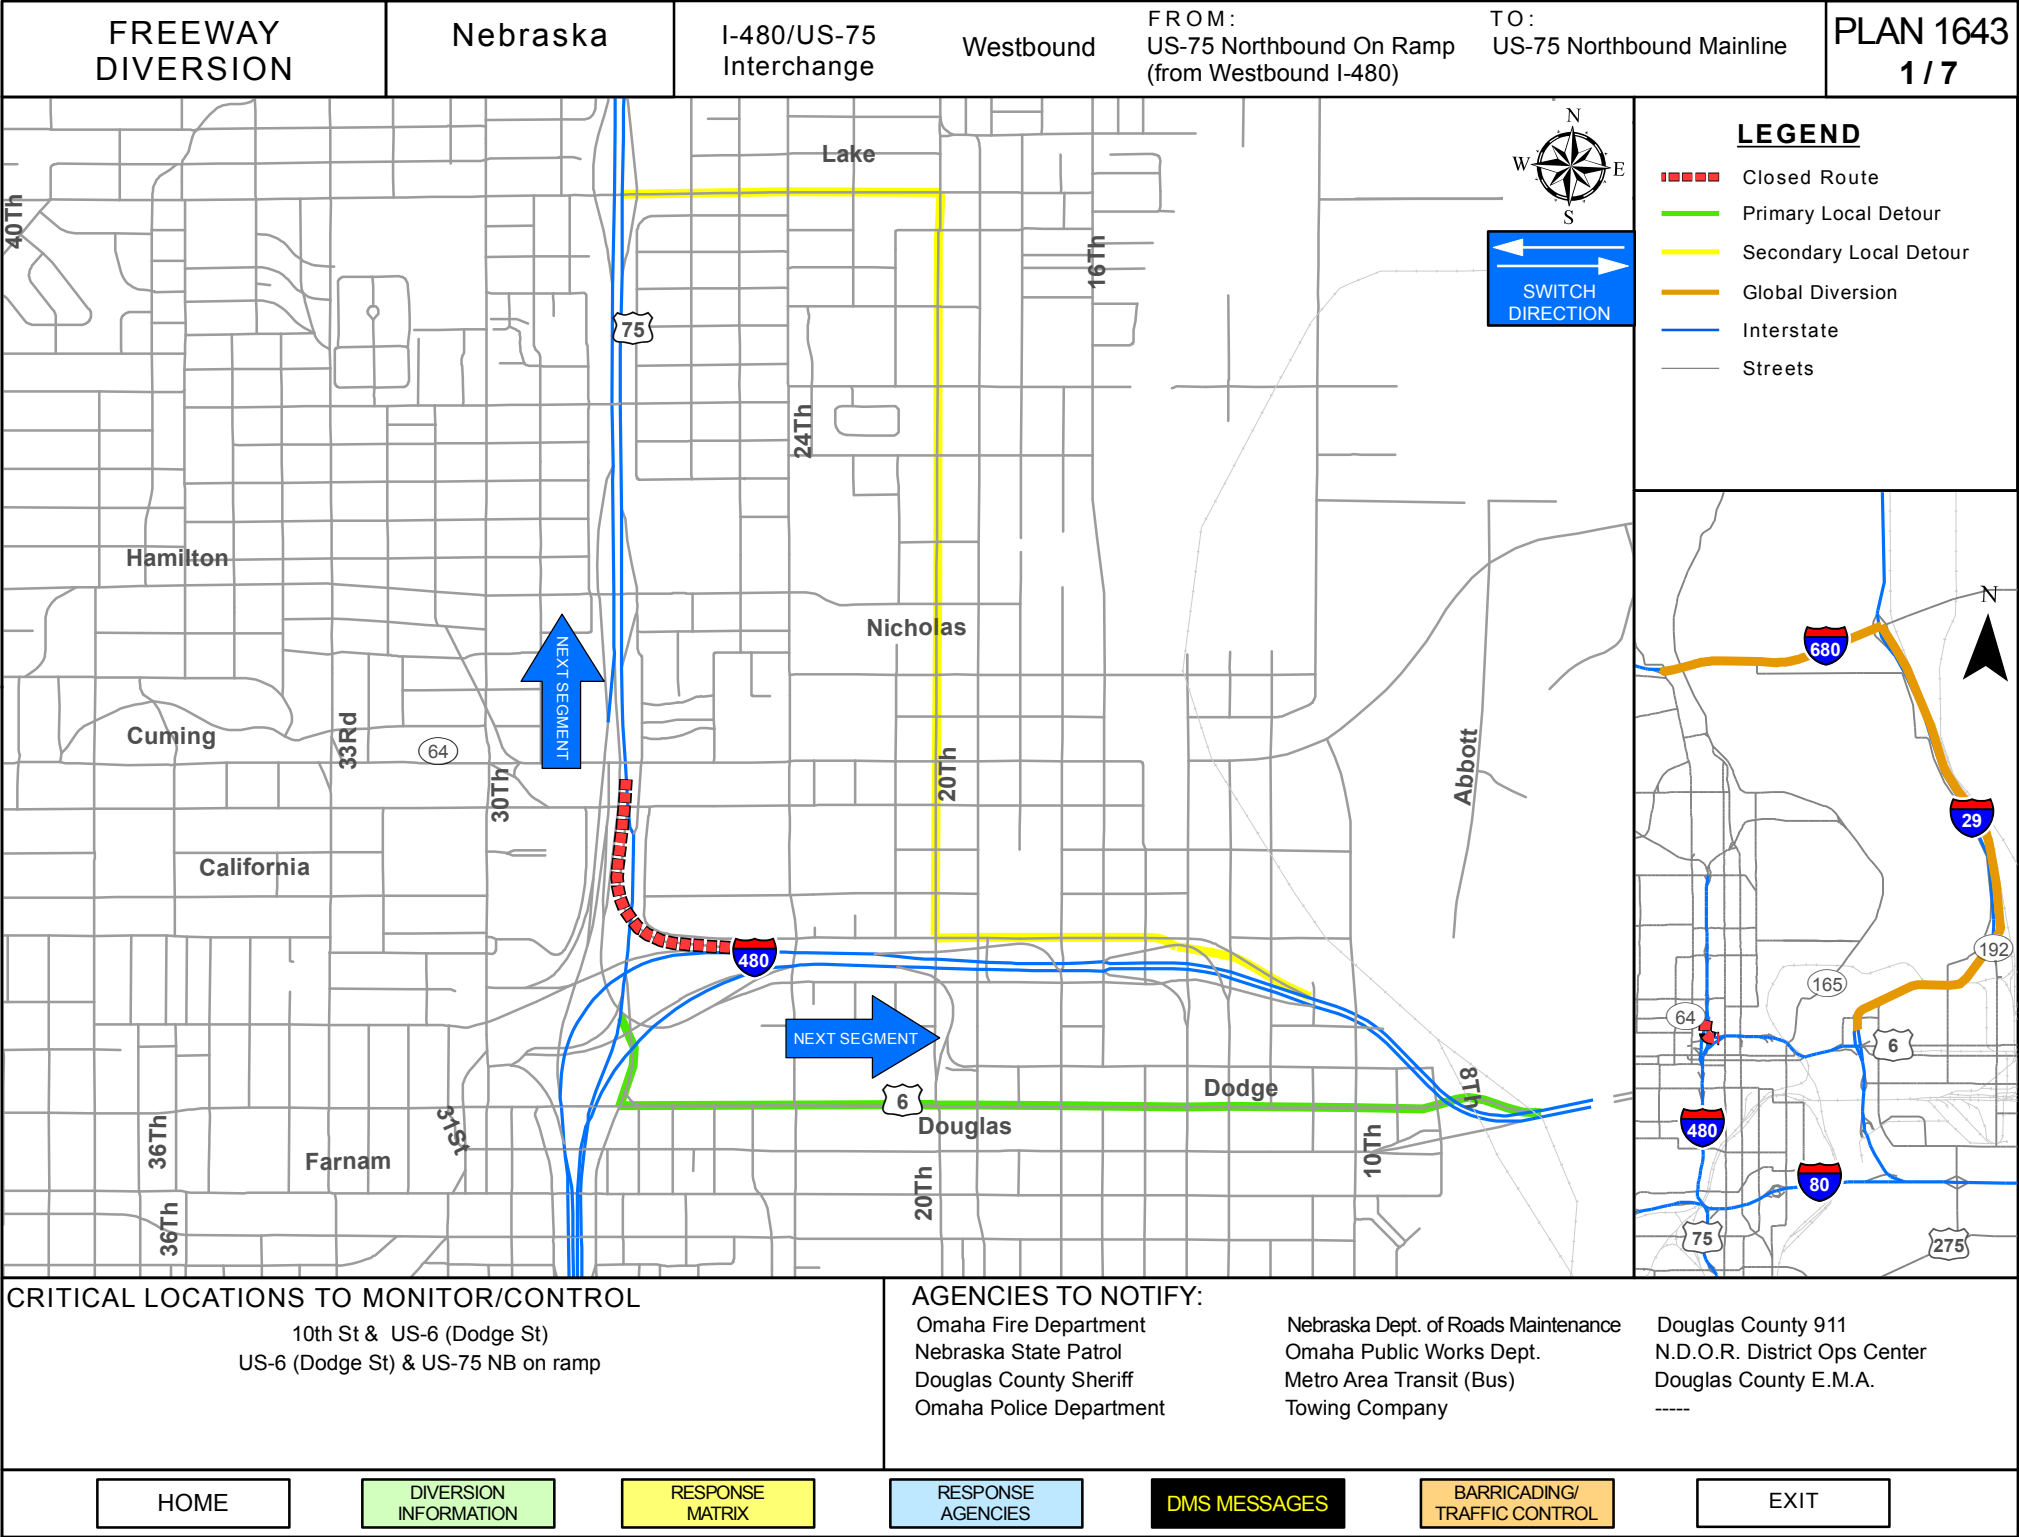 FREEWAY
DIVERSION
Nebraska
I-480/US-75
Interchange
Westbound
FROM:
US-75 Northbound On Ramp
(from Westbound I-480)
TO:
US-75 Northbound Mainline
PLAN 1643
1 / 7
Lake
40Th
16Th
75
24Th
Hamilton
Nicholas
NEXT SEGMENT
Cuming
33Rd
64
30Th
20Th
Abbott
California
480
NEXT SEGMENT
6
Dodge
8Th
Douglas
36Th
31St
Farnam
10Th
20Th
36Th
N
W
E
S
SWITCH
DIRECTION
LEGEND
Closed Route
Primary Local Detour
Secondary Local Detour
Global Diversion
Interstate
Streets
N
680
29
192
165
64
6
480
80
75
275
CRITICAL LOCATIONS TO MONITOR/CONTROL
10th St & US-6 (Dodge St)
US-6 (Dodge St) & US-75 NB on ramp
AGENCIES TO NOTIFY:
Omaha Fire Department
Nebraska State Patrol
Douglas County Sheriff
Omaha Police Department
Nebraska Dept. of Roads Maintenance
Omaha Public Works Dept.
Metro Area Transit (Bus)
Towing Company
Douglas County 911
N.D.O.R. District Ops Center
Douglas County E.M.A.
-----
HOME
DIVERSION
INFORMATION
RESPONSE
MATRIX
RESPONSE
AGENCIES
DMS MESSAGES
BARRICADING/
TRAFFIC CONTROL
EXIT